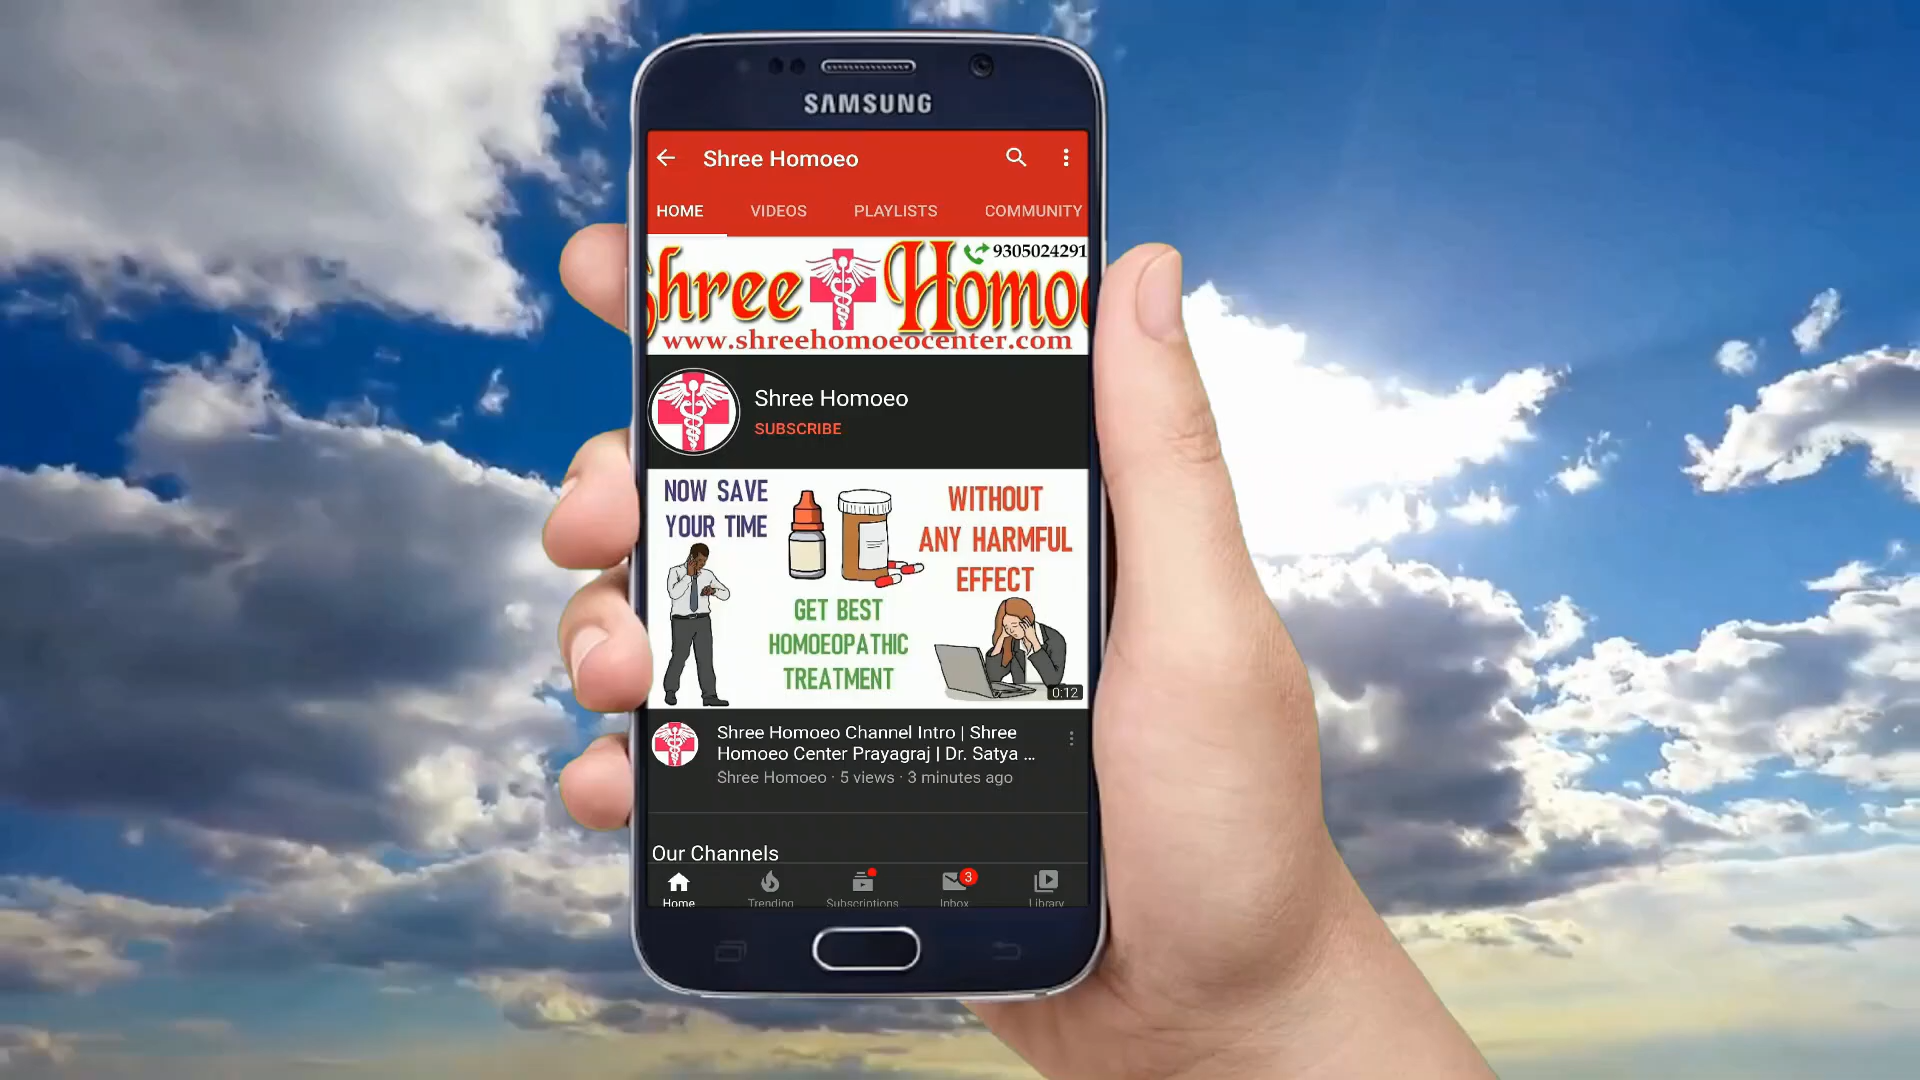 SAMSUNG
Shree Homoeo
HOME VIDEOS PLAYLISTS COMMUNITY
9305024291
Shree Homoe
www.shreehomoeocenter.com
Shree Homoeo
SUBSCRIBE
NOW SAVE
YOUR TIME
WITHOUT
ANY HARMFUL
EFFECT
GET BEST
HOMOEOPATHIC
TREATMENT
0:12
Shree Homoeo Channel Intro | Shree
Homoeo Center Prayagraj | Dr. Satya ...
Shree Homoeo · 5 views · 3 minutes ago
Our Channels
3
Home Trending Subscriptions Inbox Library